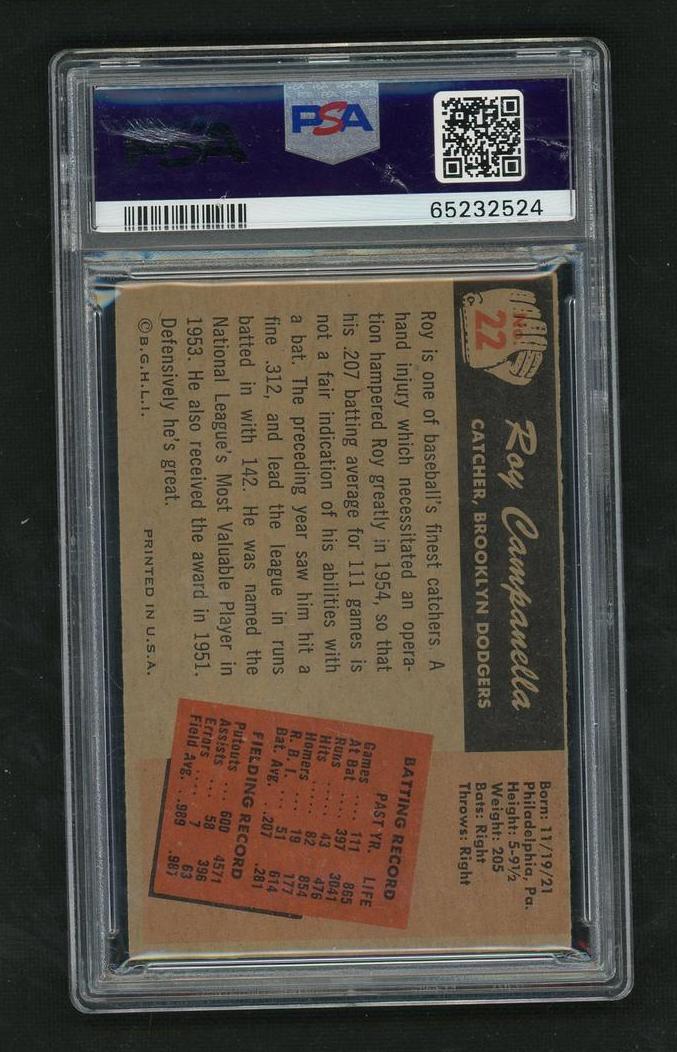 PSA
PSA
65232524
No. 22
Roy Campanella
CATCHER, BROOKLYN DODGERS
Born: 11/19/21
Philadelphia, Pa.
Height: 5-9½
Weight: 205
Bats: Right
Throws: Right
Roy is one of baseball's finest catchers. A
hand injury which necessitated an opera-
tion hampered Roy greatly in 1954, so that
his .207 batting average for 111 games is
not a fair indication of his abilities with
a bat. The preceding year saw him hit a
fine .312, and lead the league in runs
batted in with 142. He was named the
National League's Most Valuable Player in
1953. He also received the award in 1951.
Defensively he's great.
©B.G.H.L.I. PRINTED IN U.S.A.
BATTING RECORD
PAST YR. LIFE
Games .... 111 865
At Bat .... 397 3041
Runs ..... 43 476
Hits ...... 82 854
Homers ... 19 177
R. B. I. ... 51 614
Bat. Avg. .. .207 .281
FIELDING RECORD
Putouts ... 600 4571
Assists .... 58 396
Errors ..... 7 63
Field Avg. .. .989 .987